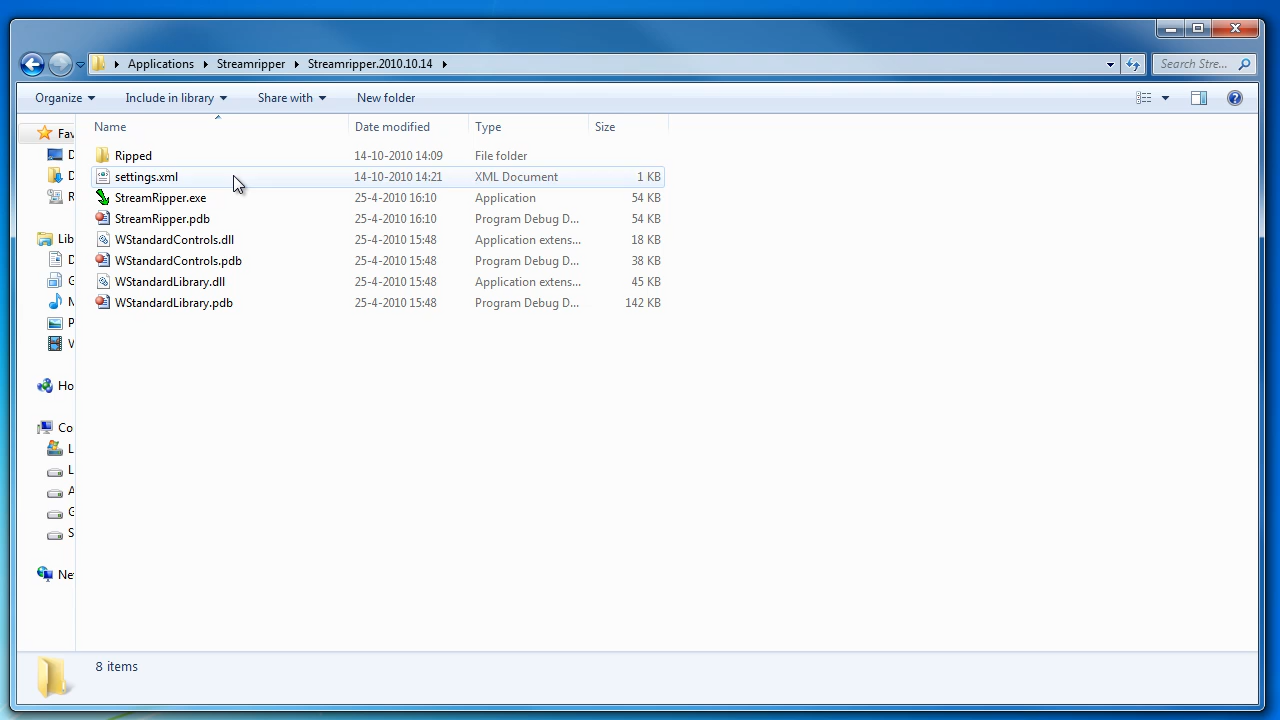 Applications Streamripper Streamripper.2010.10.14 Search Stre...
Organize Include in library Share with New folder
Name Date modified Type Size
Ripped 14-10-2010 14:09 File folder
settings.xml 14-10-2010 14:21 XML Document 1 KB
StreamRipper.exe 25-4-2010 16:10 Application 54 KB
StreamRipper.pdb 25-4-2010 16:10 Program Debug D... 54 KB
WStandardControls.dll 25-4-2010 15:48 Application extens... 18 KB
WStandardControls.pdb 25-4-2010 15:48 Program Debug D... 38 KB
WStandardLibrary.dll 25-4-2010 15:48 Application extens... 45 KB
WStandardLibrary.pdb 25-4-2010 15:48 Program Debug D... 142 KB
Fav
D
D
R
Lib
D
G
M
P
V
Ho
Co
L
L
A
G
S
Ne
8 items